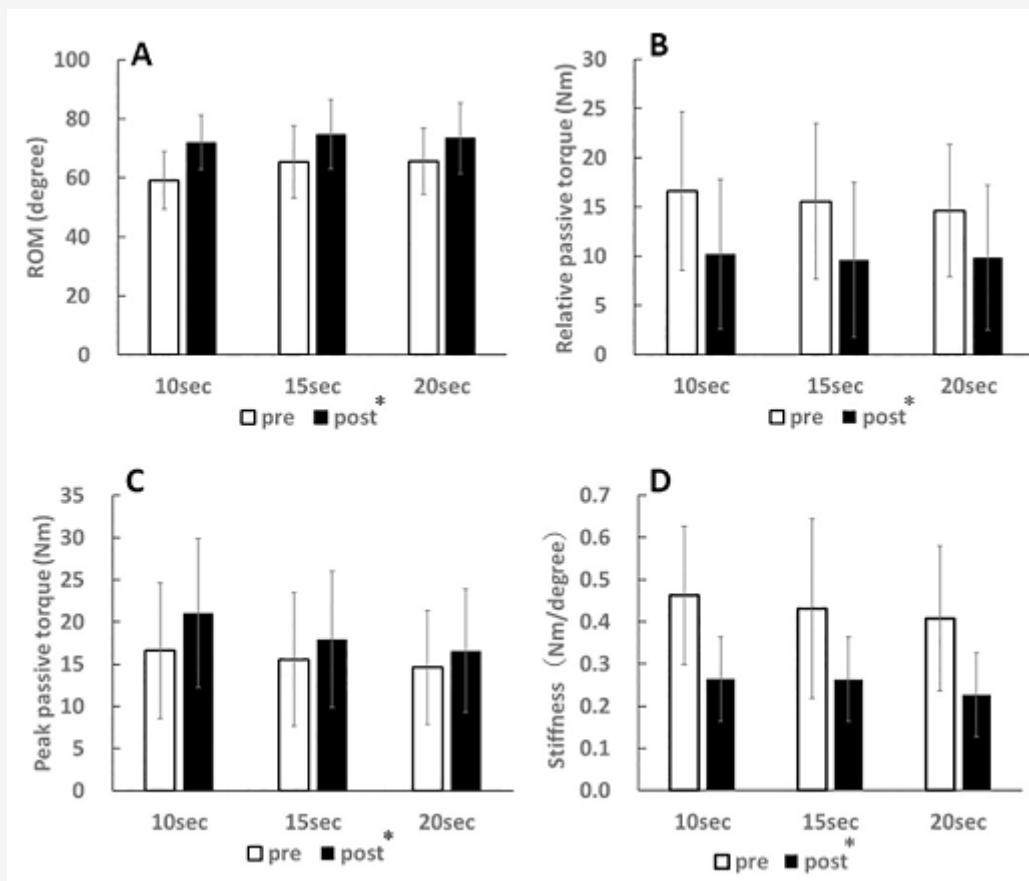 A
ROM (degree)
100
80
60
40
20
0
10sec 15sec 20sec
pre post*
B
Relative passive torque (Nm)
30
25
20
15
10
5
0
10sec 15sec 20sec
pre post*
C
Peak passive torque (Nm)
35
30
25
20
15
10
5
0
10sec 15sec 20sec
pre post*
D
Stiffness (Nm/degree)
0.7
0.6
0.5
0.4
0.3
0.2
0.1
0.0
10sec 15sec 20sec
pre post*